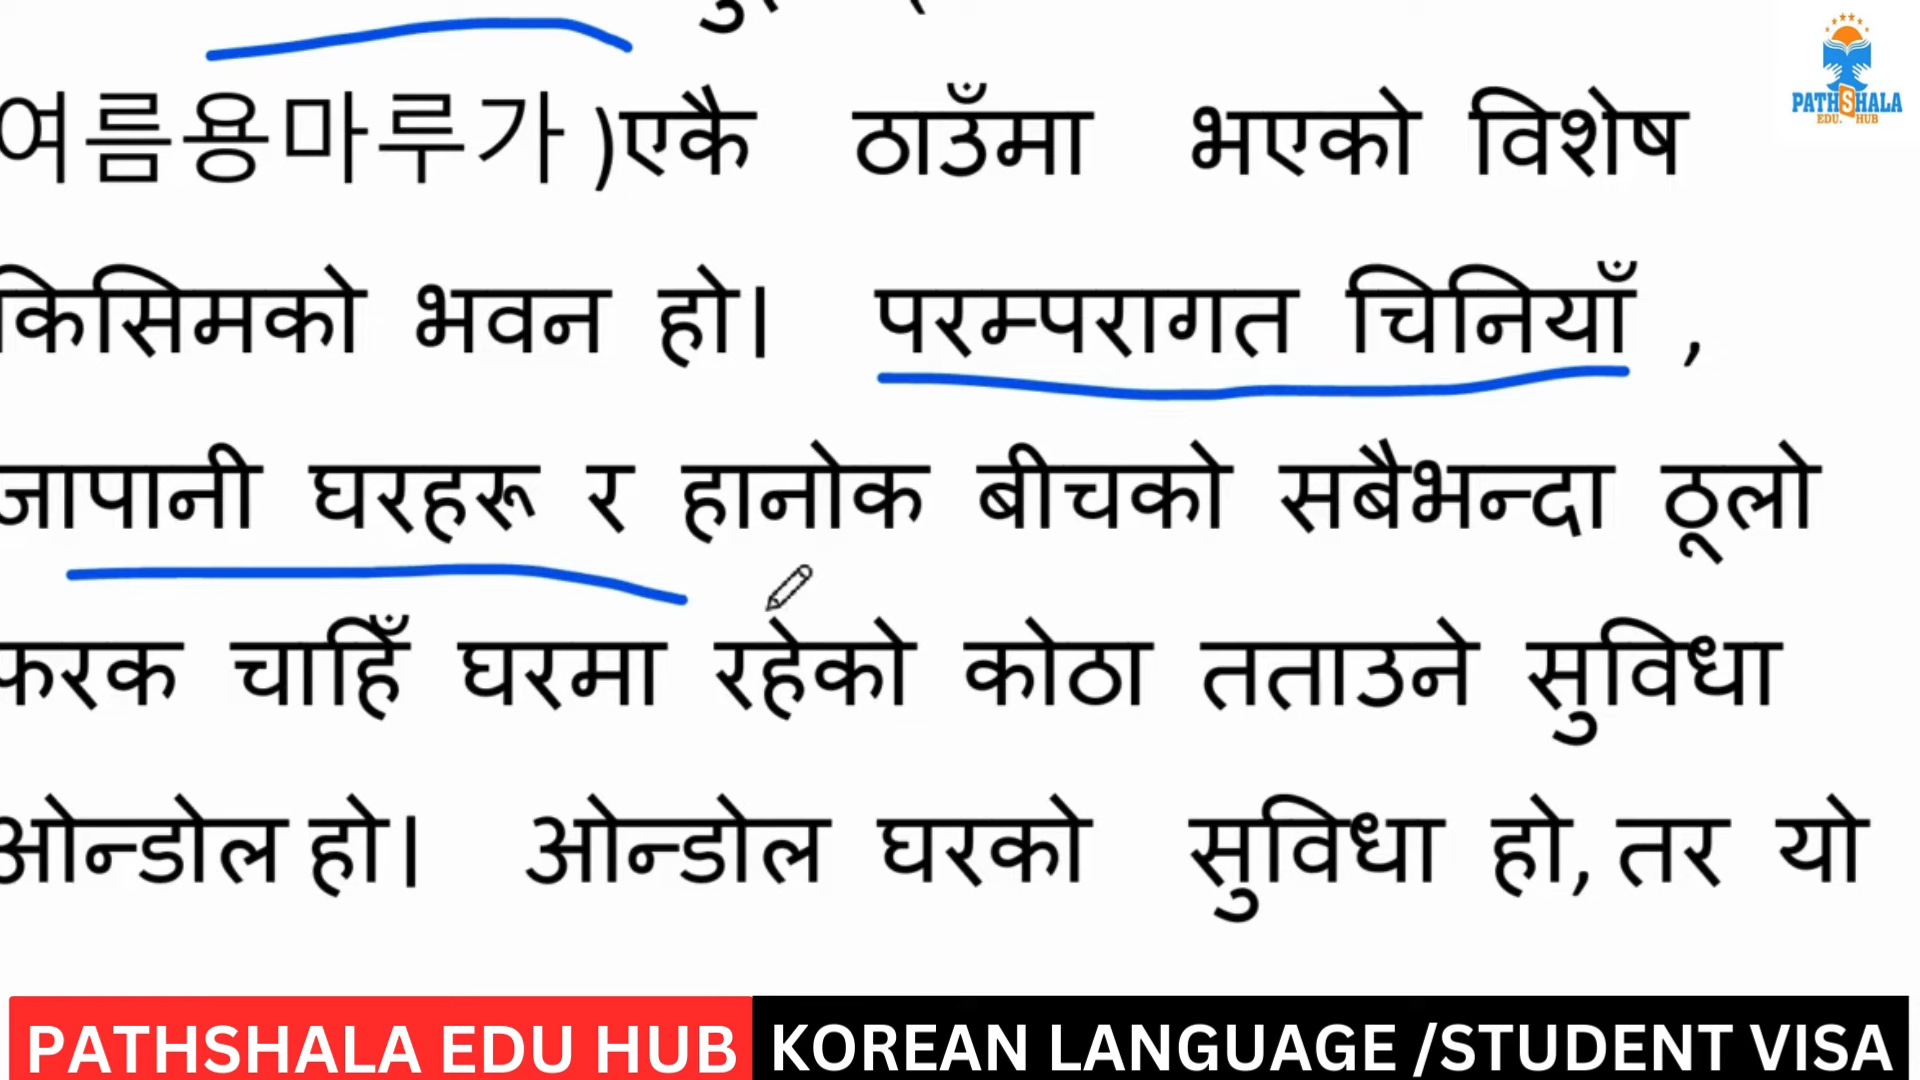 여름용마루가 )एकै ठाउँमा भएको विशेष
किसिमको भवन हो। परम्परागत चिनियाँ ,
जापानी घरहरू र हानोक बीचको सबैभन्दा ठूलो
फरक चाहिँ घरमा रहेको कोठा तताउने सुविधा
ओन्डोल हो। ओन्डोल घरको सुविधा हो, तर यो
PATHSHALA
EDU. HUB
PATHSHALA EDU HUB KOREAN LANGUAGE /STUDENT VISA